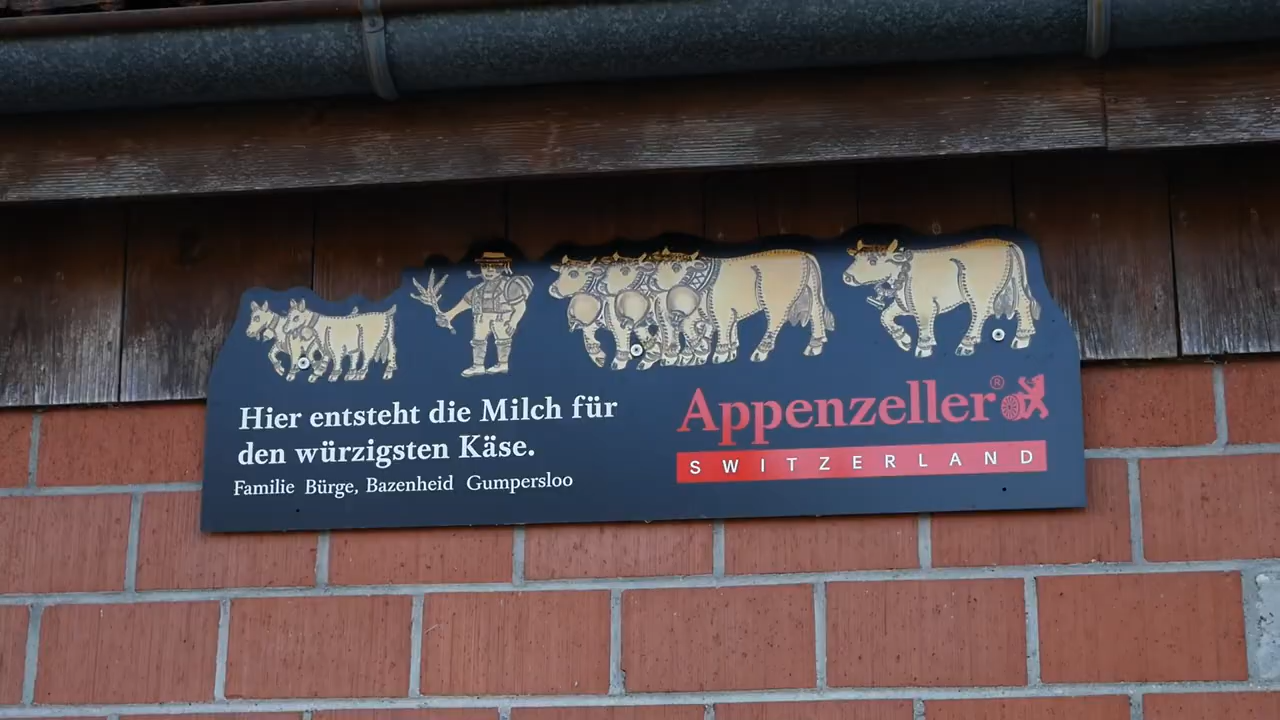 Hier entsteht die Milch für
den würzigsten Käse.
Familie Bürge, Bazenheid Gumpersloo
Appenzeller®
SWITZERLAND